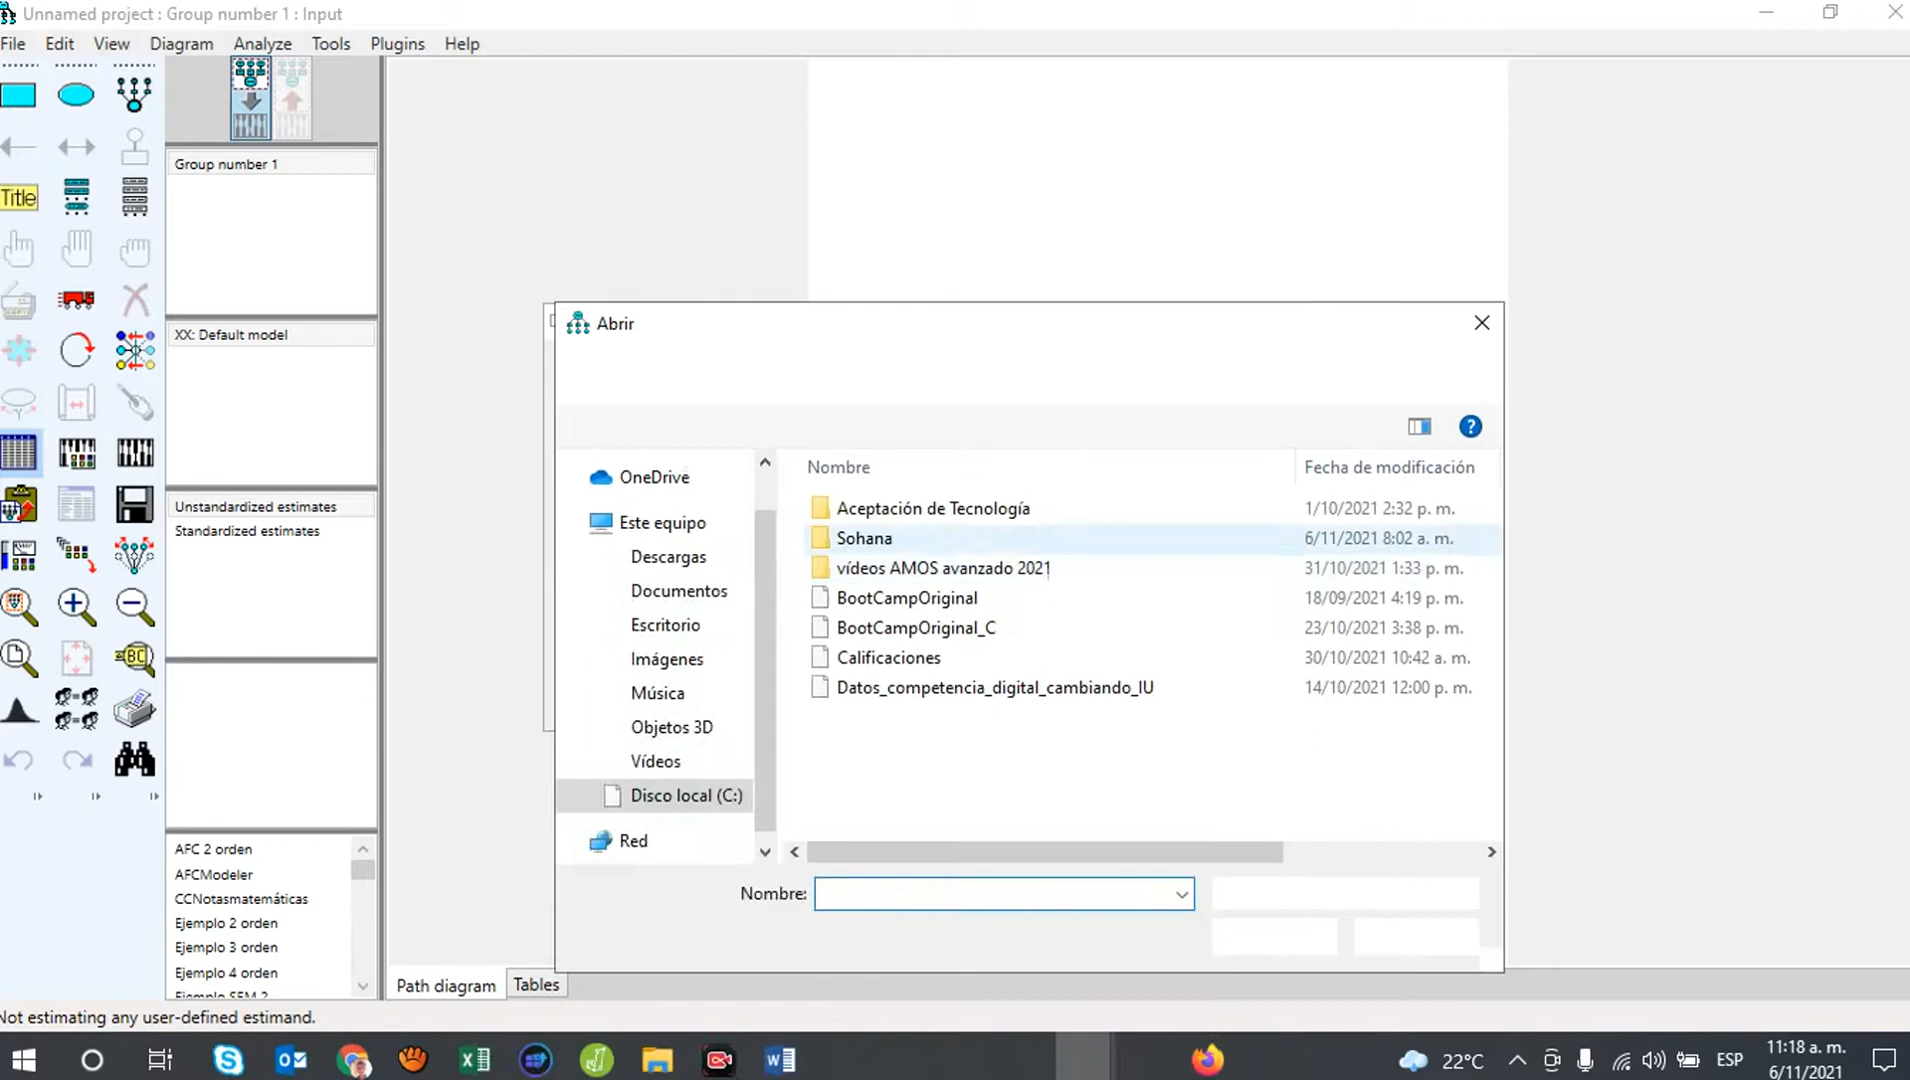 Unnamed project : Group number 1 : Input
File Edit View Diagram Analyze Tools Plugins Help
Title
Group number 1
XX: Default model
Unstandardized estimates
Standardized estimates
AFC 2 orden
AFCModeler
CCNotasmatemáticas
Ejemplo 2 orden
Ejemplo 3 orden
Ejemplo 4 orden
Ejemplo SEM 2
Abrir
OneDrive
Este equipo
Descargas
Documentos
Escritorio
Imágenes
Música
Objetos 3D
Vídeos
Disco local (C:)
Red
Nombre Fecha de modificación
Aceptación de Tecnología 1/10/2021 2:32 p. m.
Sohana 6/11/2021 8:02 a. m.
vídeos AMOS avanzado 2021 31/10/2021 1:33 p. m.
BootCampOriginal 18/09/2021 4:19 p. m.
BootCampOriginal_C 23/10/2021 3:38 p. m.
Calificaciones 30/10/2021 10:42 a. m.
Datos_competencia_digital_cambiando_IU 14/10/2021 12:00 p. m.
Nombre:
Path diagram Tables
Not estimating any user-defined estimand.
22°C ESP 11:18 a. m.
6/11/2021